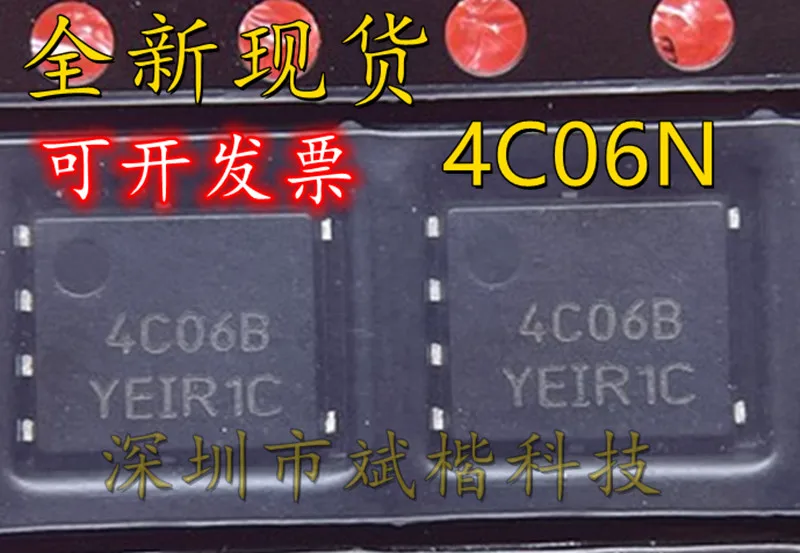 全新现货
可开发票 4C06N
4C06B
YEIR1C
4C06B
YEIR1C
深圳市斌楷科技